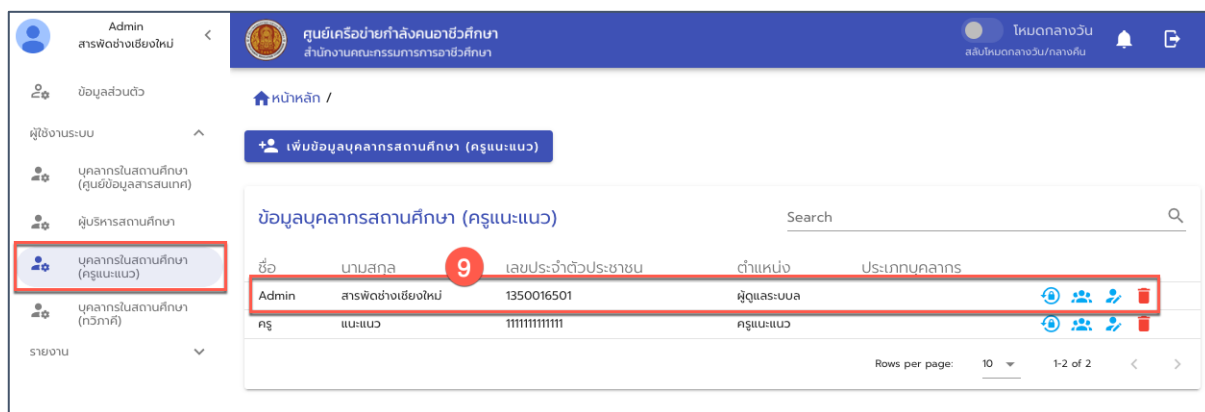 Admin
สารพัดช่างเชียงใหม่
ศูนย์เครือข่ายกำลังคนอาชีวศึกษา
สำนักงานคณะกรรมการการอาชีวศึกษา
โหมดกลางวัน
สลับโหมดกลางวัน/กลางคืน
ข้อมูลส่วนตัว
ผู้ใช้งานระบบ
บุคลากรในสถานศึกษา
(ศูนย์ข้อมูลสารสนเทศ)
ผู้บริหารสถานศึกษา
บุคลากรในสถานศึกษา
(ครูแนะแนว)
บุคลากรในสถานศึกษา
(ทวิภาคี)
รายงาน
หน้าหลัก /
เพิ่มข้อมูลบุคลากรสถานศึกษา (ครูแนะแนว)
ข้อมูลบุคลากรสถานศึกษา (ครูแนะแนว) Search
ชื่อ นามสกุล 9 เลขประจำตัวประชาชน ตำแหน่ง ประเภทบุคลากร
Admin สารพัดช่างเชียงใหม่ 1350016501 ผู้ดูแลระบบล
ครู แนะแนว 1111111111111 ครูแนะแนว
Rows per page: 10 1-2 of 2